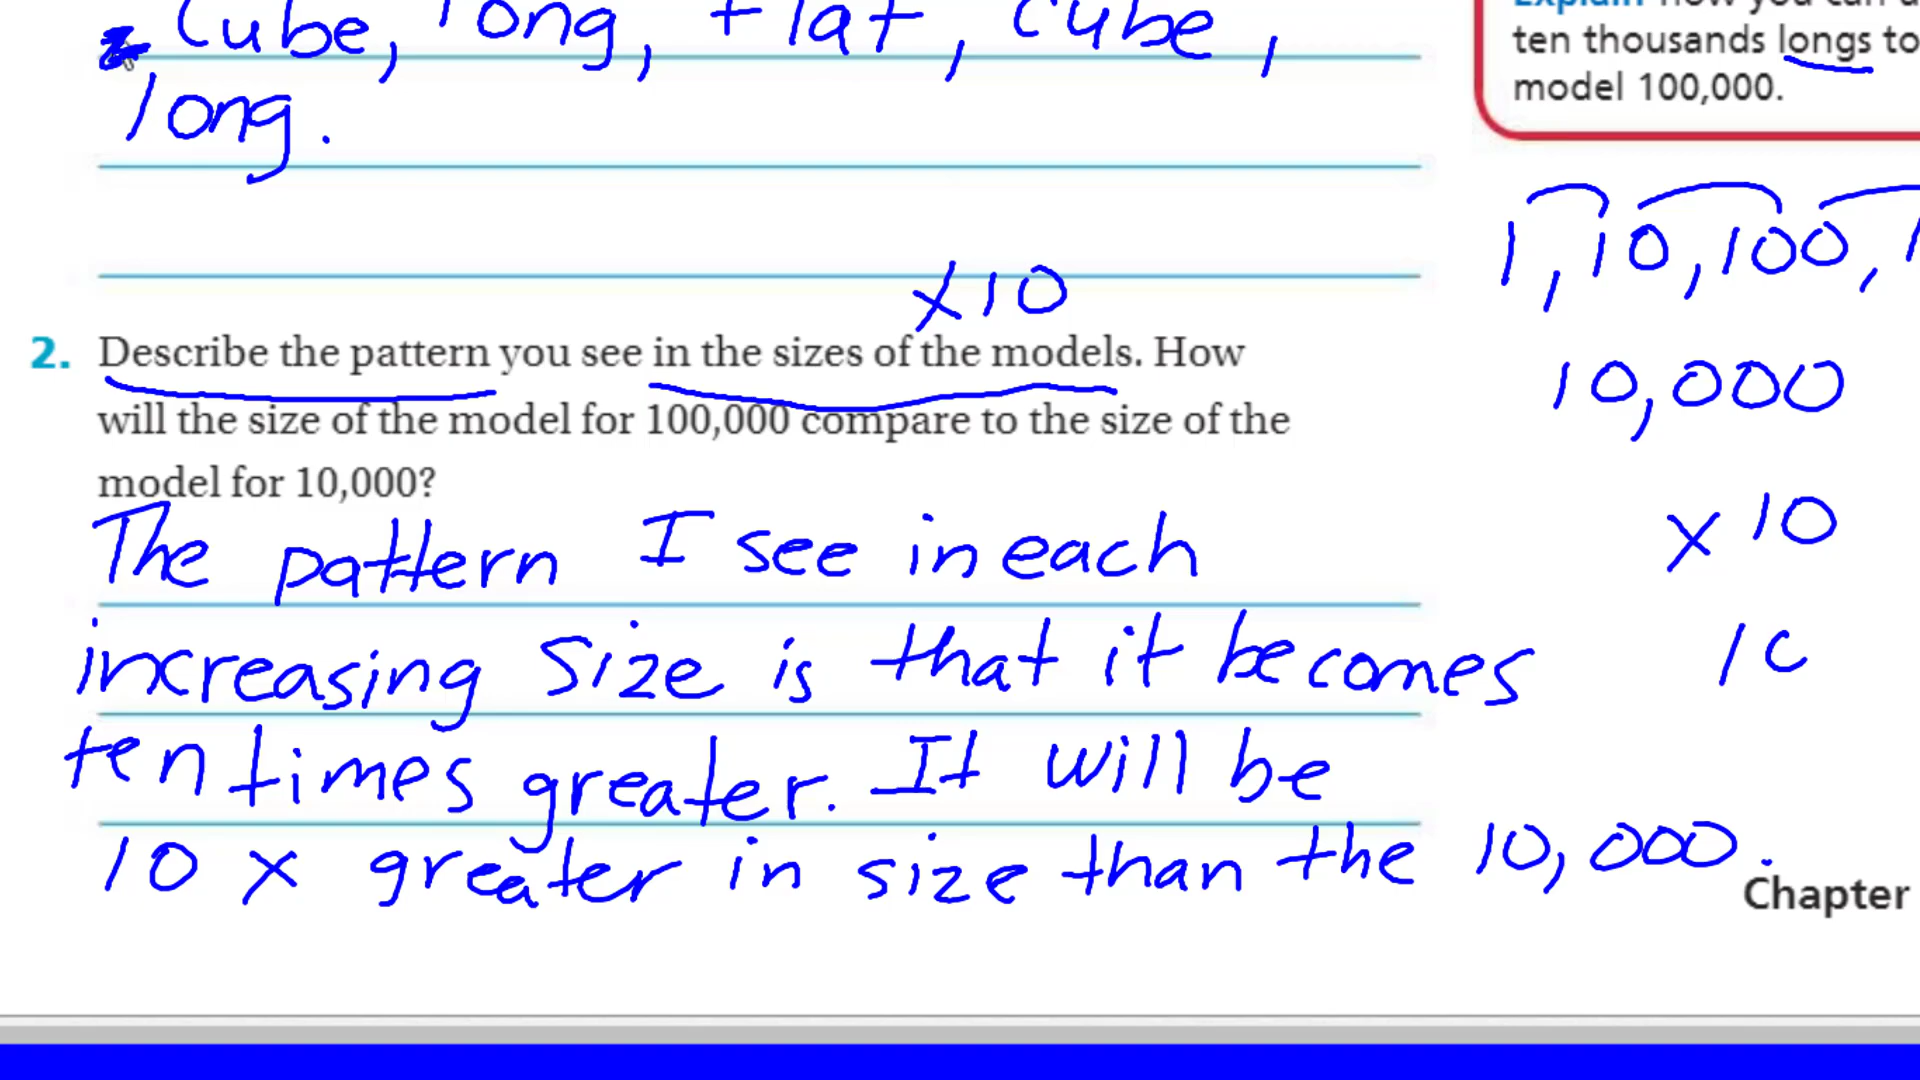 Cube, long, flat, cube,
long.
how you can
ten thousands longs to
model 100,000.
1, 10, 100,
x10
10,000
x 10
10
2. Describe the pattern you see in the sizes of the models. How
will the size of the model for 100,000 compare to the size of the
model for 10,000?
The pattern I see in each
increasing size is that it becomes
ten times greater. It will be
10 x greater in size than the 10,000.
Chapter